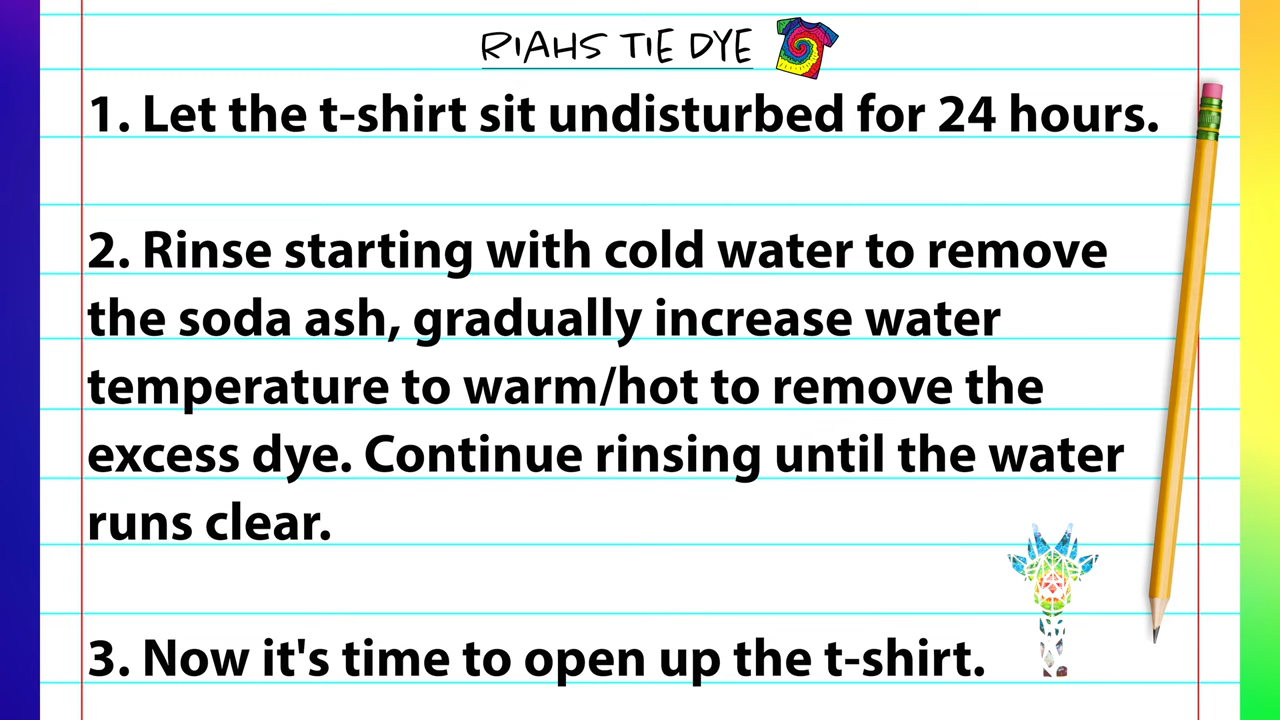 RIAHS TIE DYE
1. Let the t-shirt sit undisturbed for 24 hours.
2. Rinse starting with cold water to remove
the soda ash, gradually increase water
temperature to warm/hot to remove the
excess dye. Continue rinsing until the water
runs clear.
3. Now it's time to open up the t-shirt.